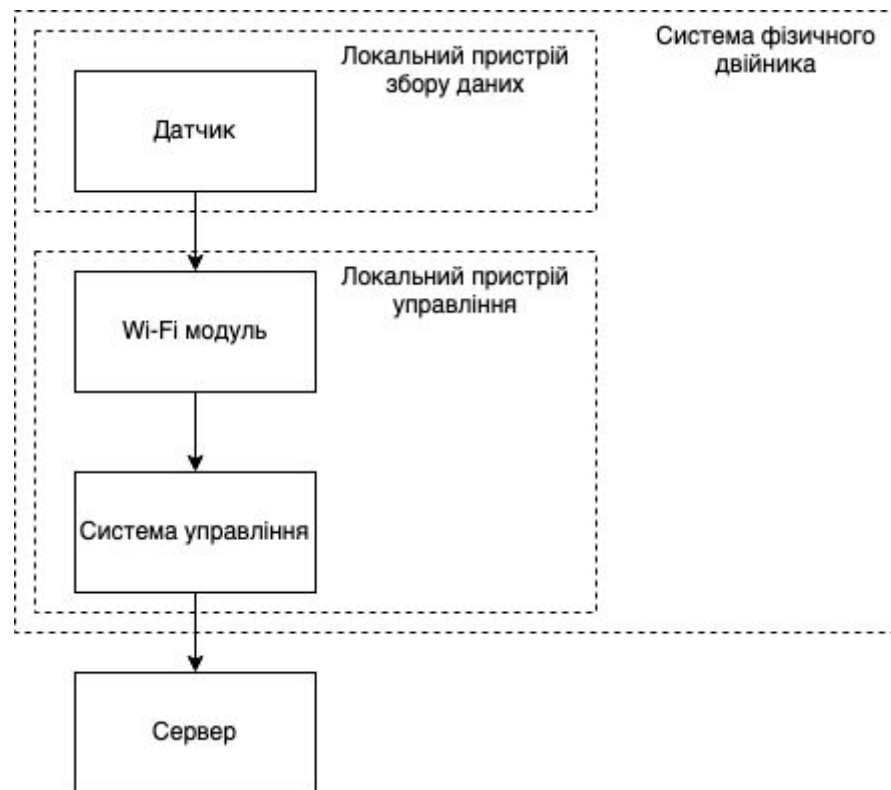 Система фізичного
двійника
Локальний пристрій
збору даних
Датчик
Локальний пристрій
управління
Wi-Fi модуль
Система управління
Сервер